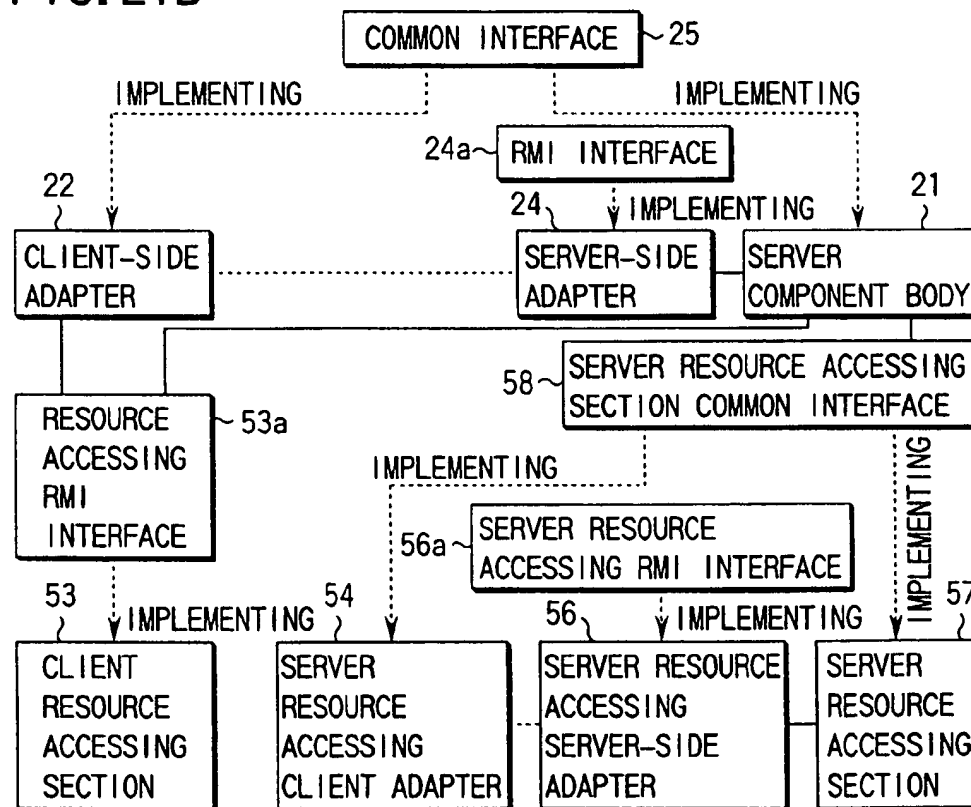 FIG. 21B
COMMON INTERFACE
25
IMPLEMENTING
IMPLEMENTING
24a
RMI INTERFACE
22
24
IMPLEMENTING
21
CLIENT-SIDE
ADAPTER
SERVER-SIDE
ADAPTER
SERVER
COMPONENT BODY
58
SERVER RESOURCE ACCESSING
SECTION COMMON INTERFACE
RESOURCE
ACCESSING
RMI
INTERFACE
53a
IMPLEMENTING
IMPLEMENTING
56a
SERVER RESOURCE
ACCESSING RMI INTERFACE
53
IMPLEMENTING
54
56
IMPLEMENTING
57
CLIENT
RESOURCE
ACCESSING
SECTION
SERVER
RESOURCE
ACCESSING
CLIENT ADAPTER
SERVER RESOURCE
ACCESSING
SERVER-SIDE
ADAPTER
SERVER
RESOURCE
ACCESSING
SECTION